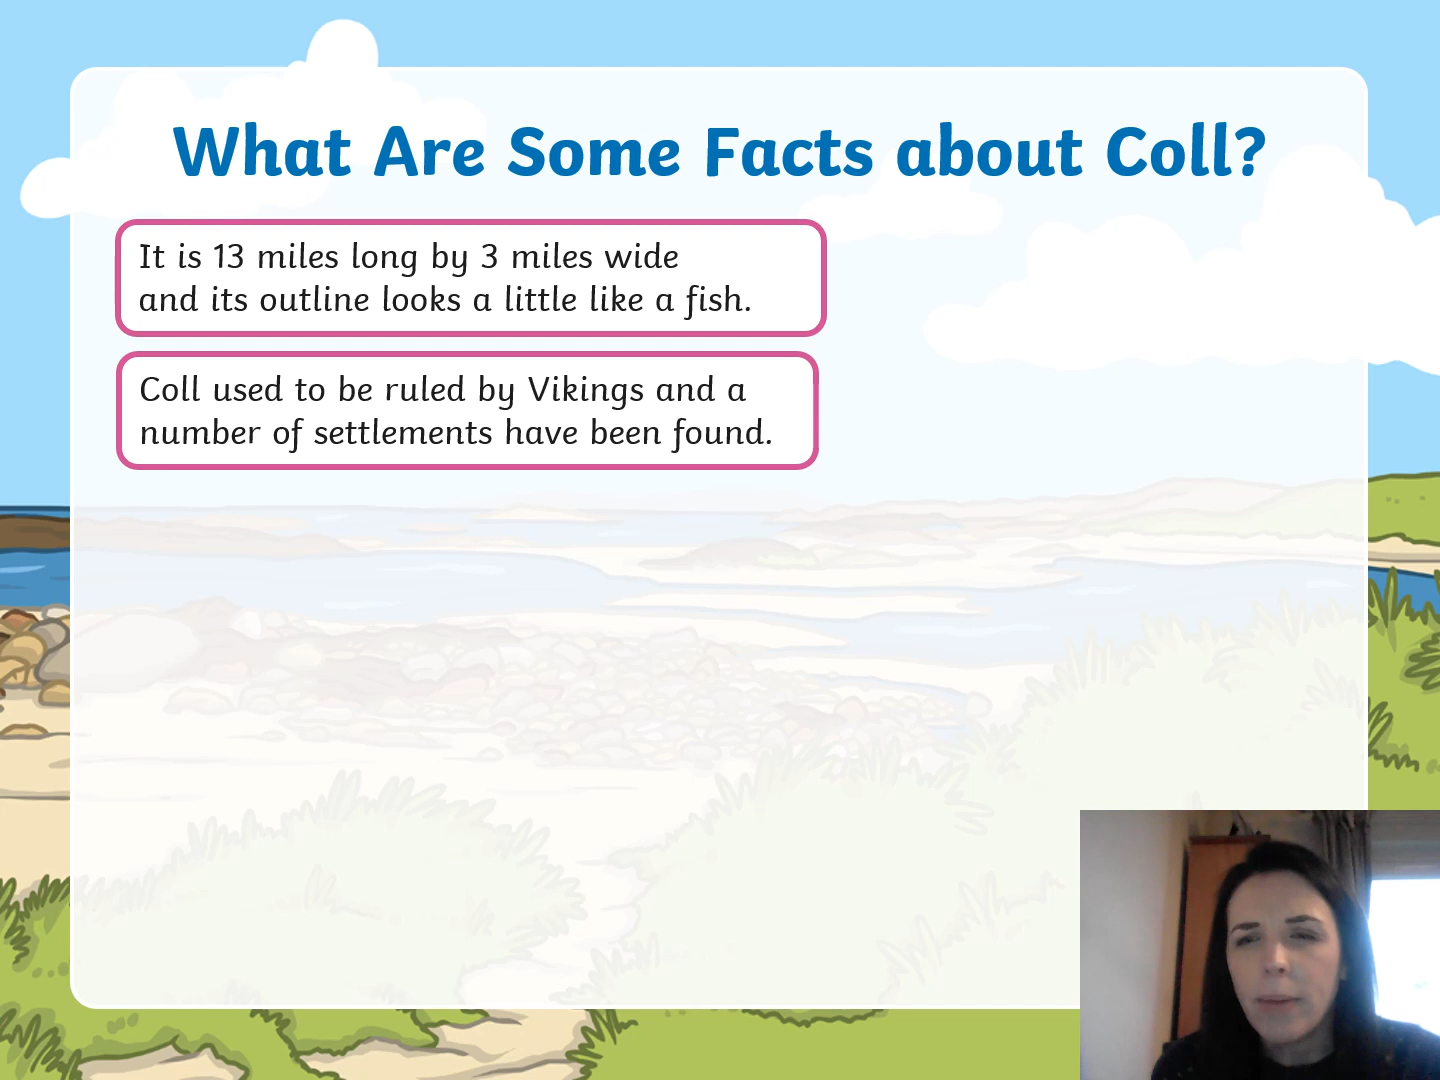 What Are Some Facts about Coll?
It is 13 miles long by 3 miles wide
and its outline looks a little like a fish.
Coll used to be ruled by Vikings and a
number of settlements have been found.